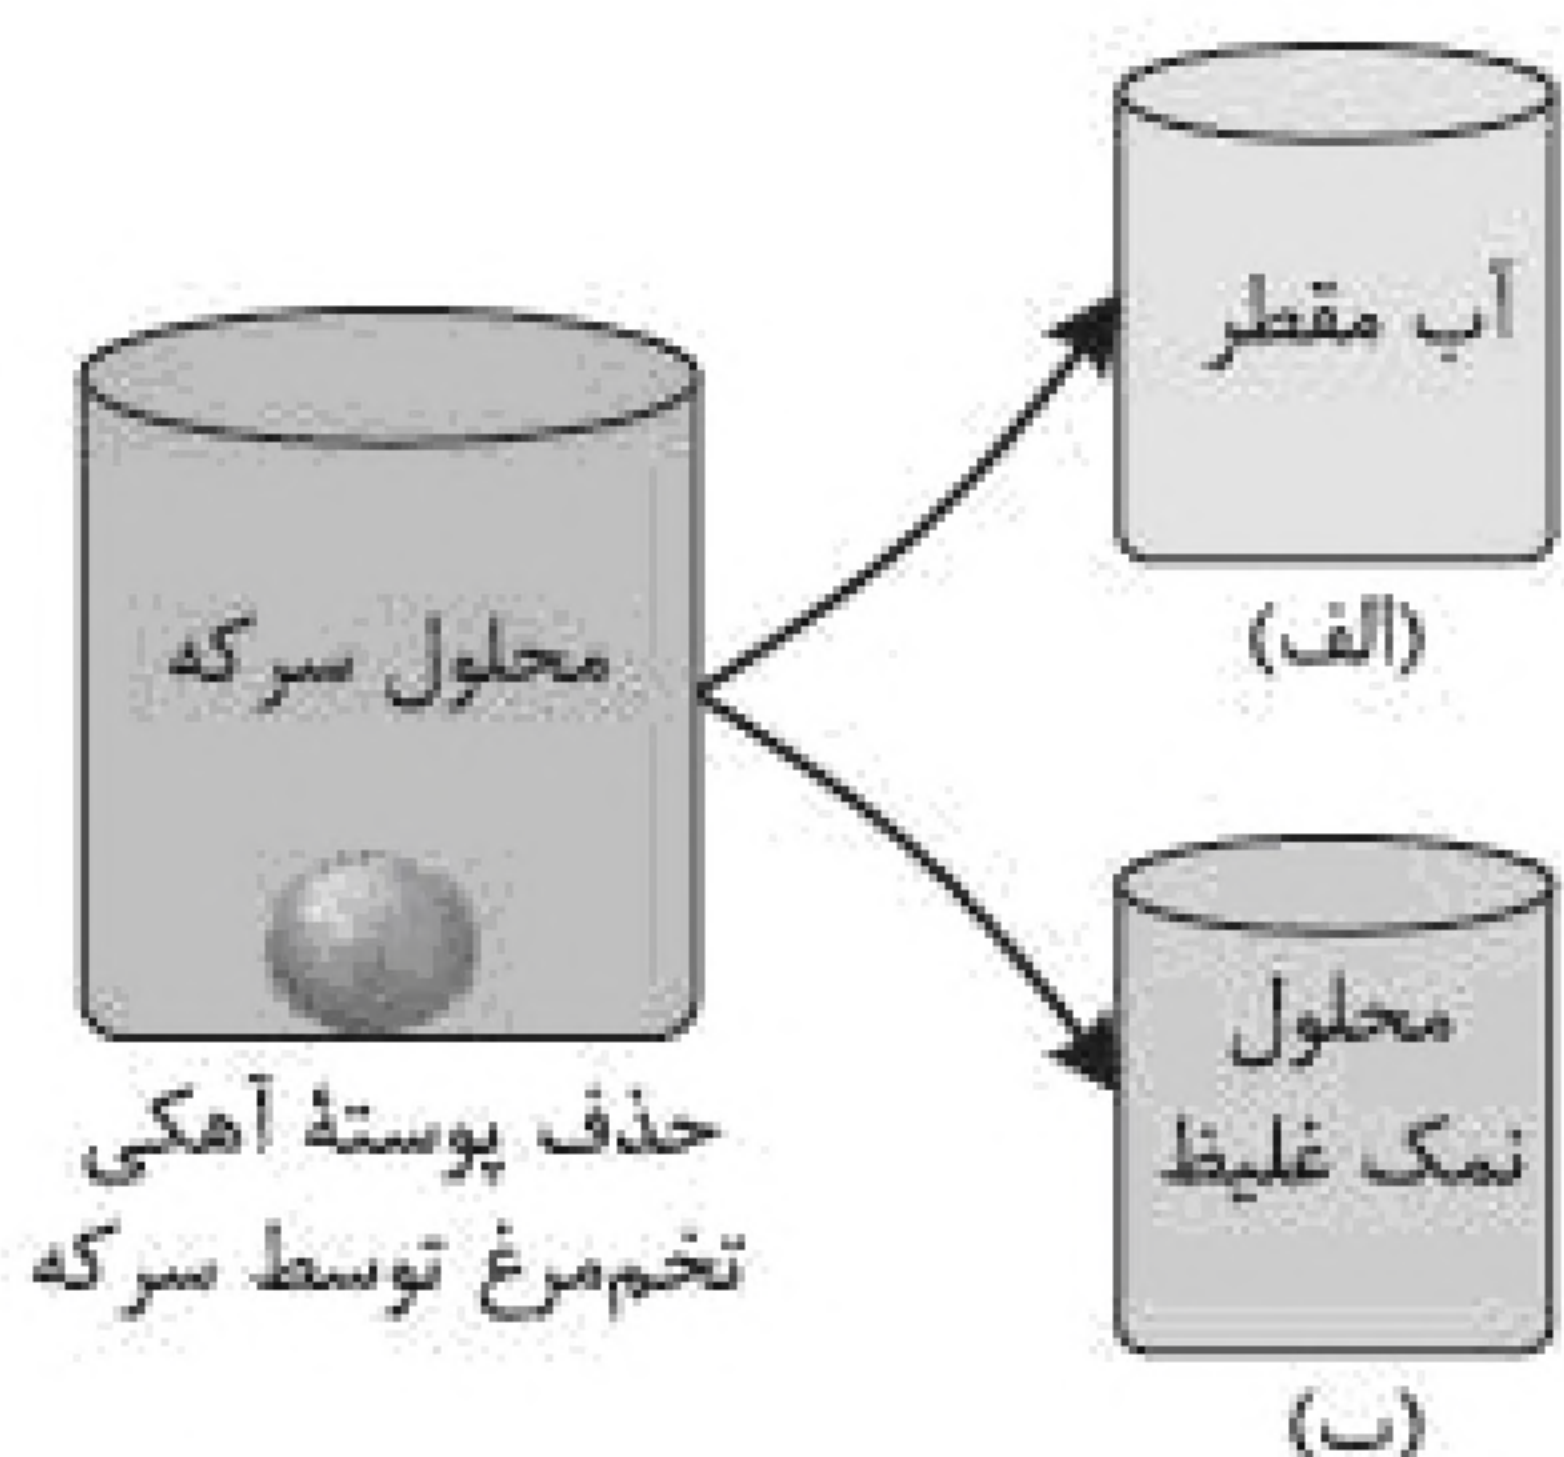 آب مقطر
(الف)
محلول سرکه
حذف پوستهٔ آهکی
تخم‌مرغ توسط سرکه
محلول
نمک غلیظ
(ب)